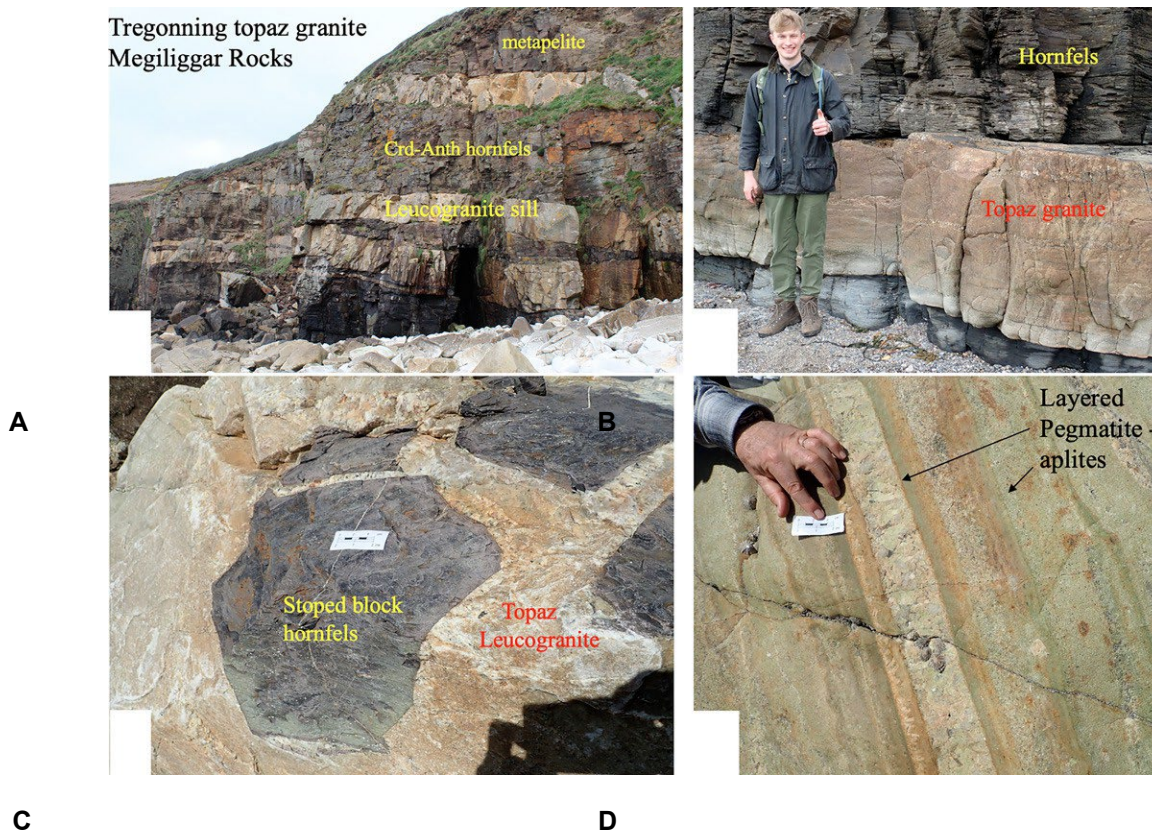 Tregonning topaz granite
Megiliggar Rocks
metapelite
Crd-Anth hornfels
Leucogranite sill
Hornfels
Topaz granite
A
B
Stoped block
hornfels
Topaz
Leucogranite
Layered
Pegmatite -
aplites
C
D